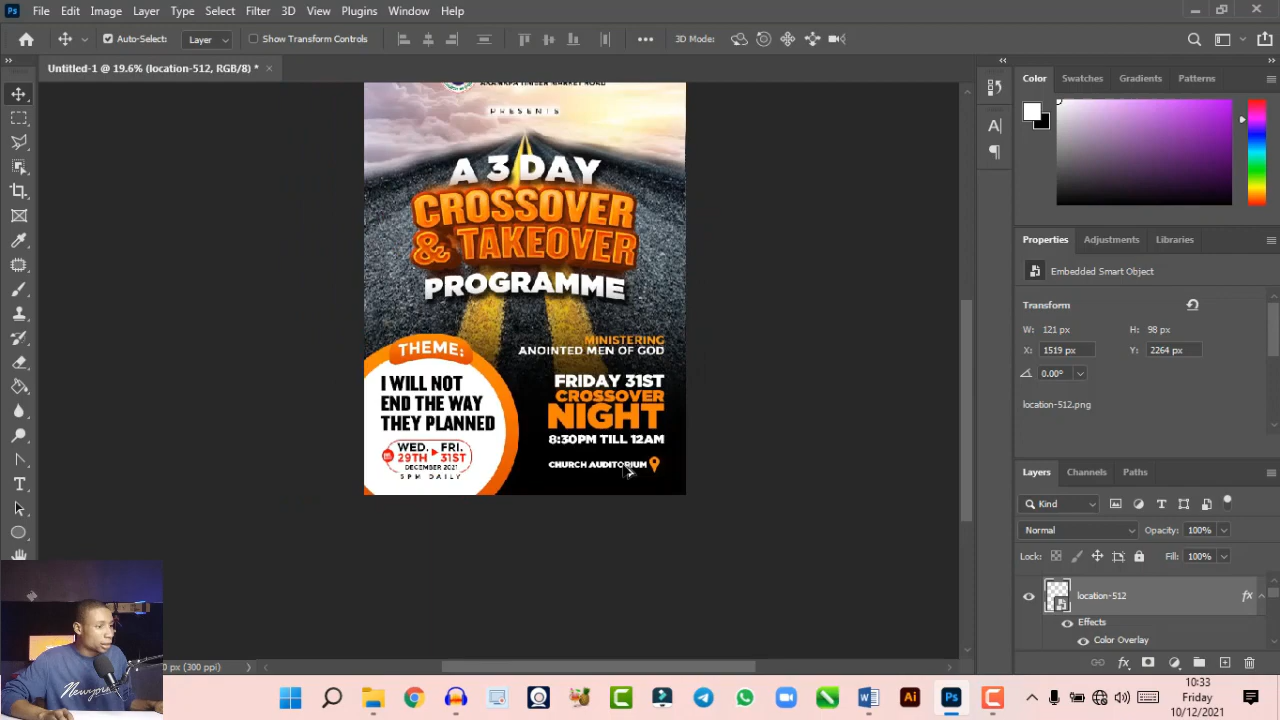 File Edit Image Layer Type Select Filter 3D View Plugins Window Help
Auto-Select: Layer Show Transform Controls 3D Mode:
Untitled-1 @ 19.6% (location-512, RGB/8) *
PRESENTS
A 3 DAY
CROSSOVER
& TAKEOVER
PROGRAMME
THEME:
I WILL NOT
END THE WAY
THEY PLANNED
WED. FRI.
29TH 31ST
DECEMBER 2021
5PM DAILY
MINISTERING
ANOINTED MEN OF GOD
FRIDAY 31ST
CROSSOVER
NIGHT
8:30PM TILL 12AM
CHURCH AUDITORIUM
Color Swatches Gradients Patterns
Properties Adjustments Libraries
Embedded Smart Object
Transform
W: 121 px H: 98 px
X: 1519 px Y: 2264 px
0.00°
location-512.png
Layers Channels Paths
Kind
Normal Opacity: 100%
Lock: Fill: 100%
location-512 fx
Effects
Color Overlay
px (300 ppi)
10:33
Friday
10/12/2021